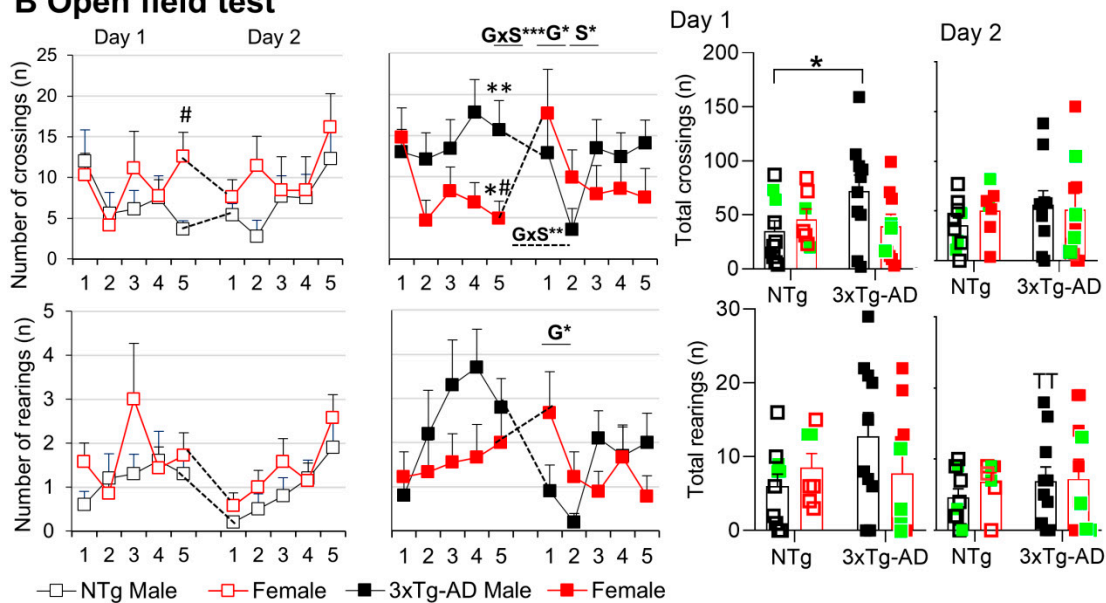 B Open field test
Day 1 Day 2
GxS*** G* S*
Day 1 Day 2
Number of crossings (n)
25
20
15
10
5
0
#
**
*#
GxS**
1 2 3 4 5 1 2 3 4 5
1 2 3 4 5 1 2 3 4 5
Total crossings (n)
200
150
100
50
0
*
NTg 3xTg-AD
NTg 3xTg-AD
Number of rearings (n)
5
4
3
2
1
0
G*
1 2 3 4 5 1 2 3 4 5
1 2 3 4 5 1 2 3 4 5
Total rearings (n)
30
20
10
0
NTg 3xTg-AD
NTg 3xTg-AD
NTg Male Female 3xTg-AD Male Female